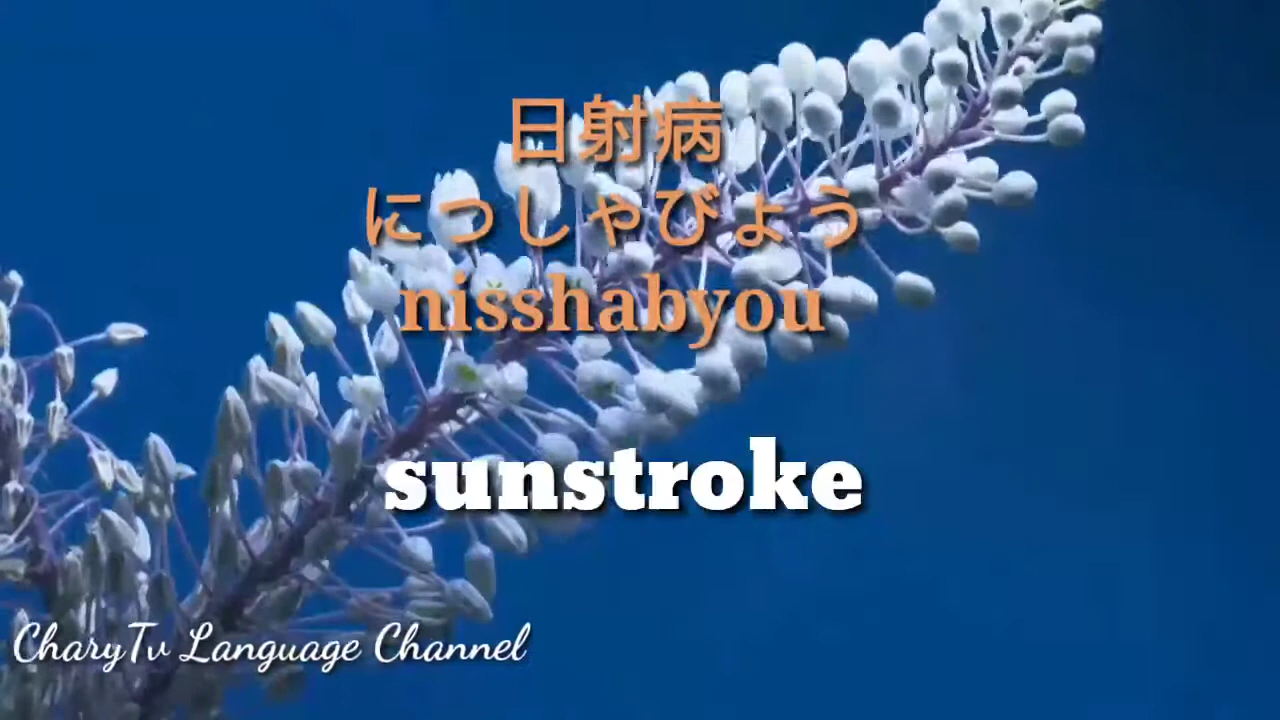 日射病
にっしゃびょう
nisshabyou
sunstroke
CharyTv Language Channel